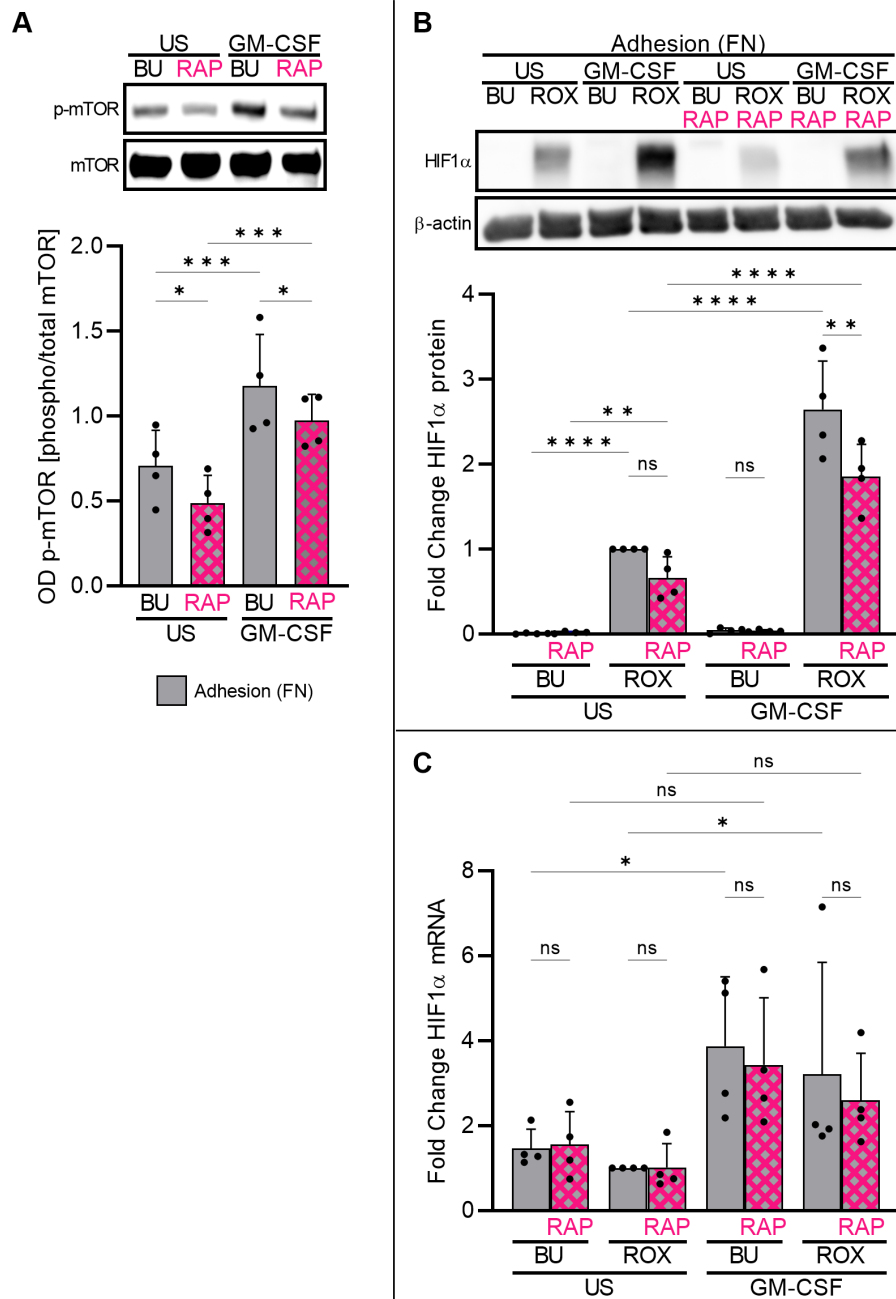 A
US GM-CSF
BU RAP BU RAP
p-mTOR
mTOR
OD p-mTOR [phospho/total mTOR]
2.0
1.5
1.0
0.5
0.0
* * *
* * *
* *
BU RAP BU RAP
US GM-CSF
Adhesion (FN)
B
Adhesion (FN)
US GM-CSF US GM-CSF
BU ROX BU ROX BU ROX BU ROX
RAP RAP RAP RAP
HIF1α
β-actin
Fold Change HIF1α protein
4
3
2
1
0
* * * *
* * * *
* *
* *
* * * *
ns ns
RAP RAP RAP RAP
BU ROX BU ROX
US GM-CSF
C
Fold Change HIF1α mRNA
8
6
4
2
0
ns
ns
*
*
ns ns
ns ns
RAP RAP RAP RAP
BU ROX BU ROX
US GM-CSF